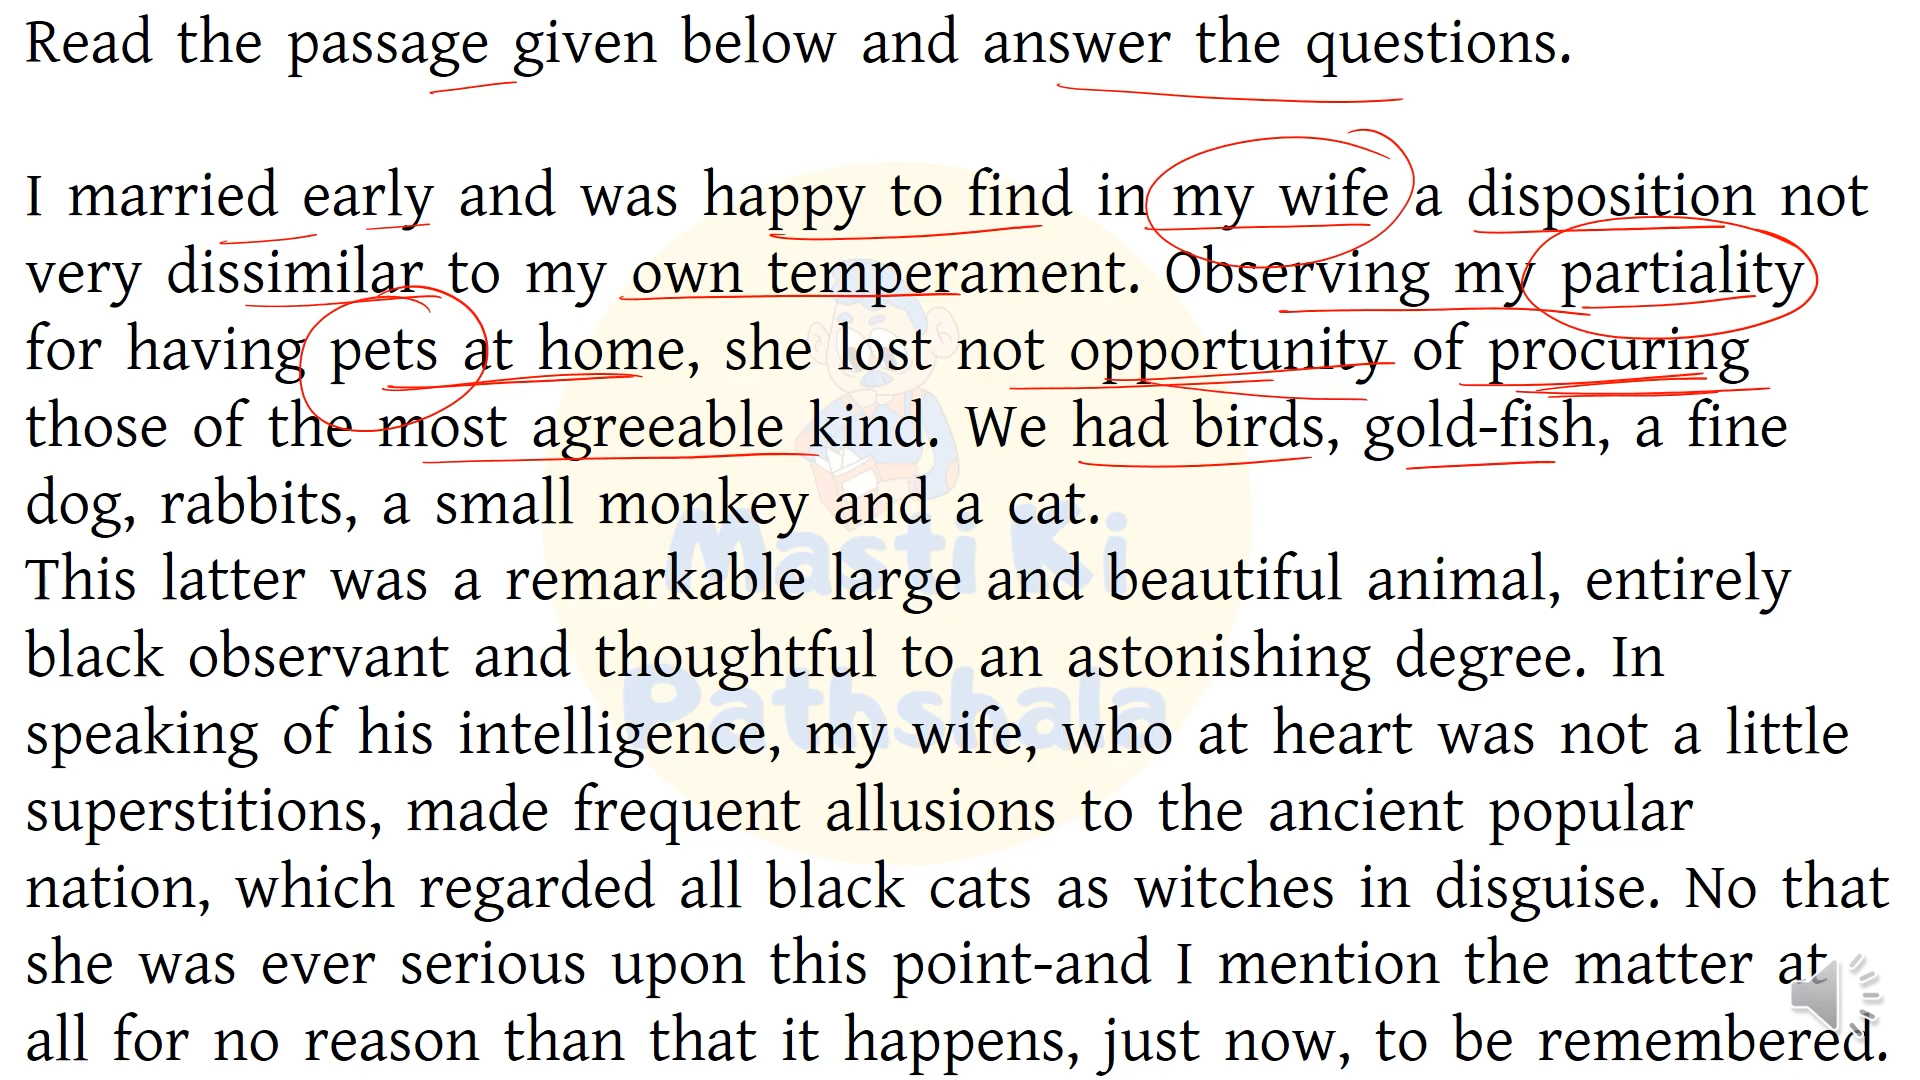 Read the passage given below and answer the questions.
I married early and was happy to find in my wife a disposition not
very dissimilar to my own temperament. Observing my partiality
for having pets at home, she lost not opportunity of procuring
those of the most agreeable kind. We had birds, gold-fish, a fine
dog, rabbits, a small monkey and a cat.
This latter was a remarkable large and beautiful animal, entirely
black observant and thoughtful to an astonishing degree. In
speaking of his intelligence, my wife, who at heart was not a little
superstitions, made frequent allusions to the ancient popular
nation, which regarded all black cats as witches in disguise. No that
she was ever serious upon this point-and I mention the matter at
all for no reason than that it happens, just now, to be remembered.
Masti Ki
Pathshala